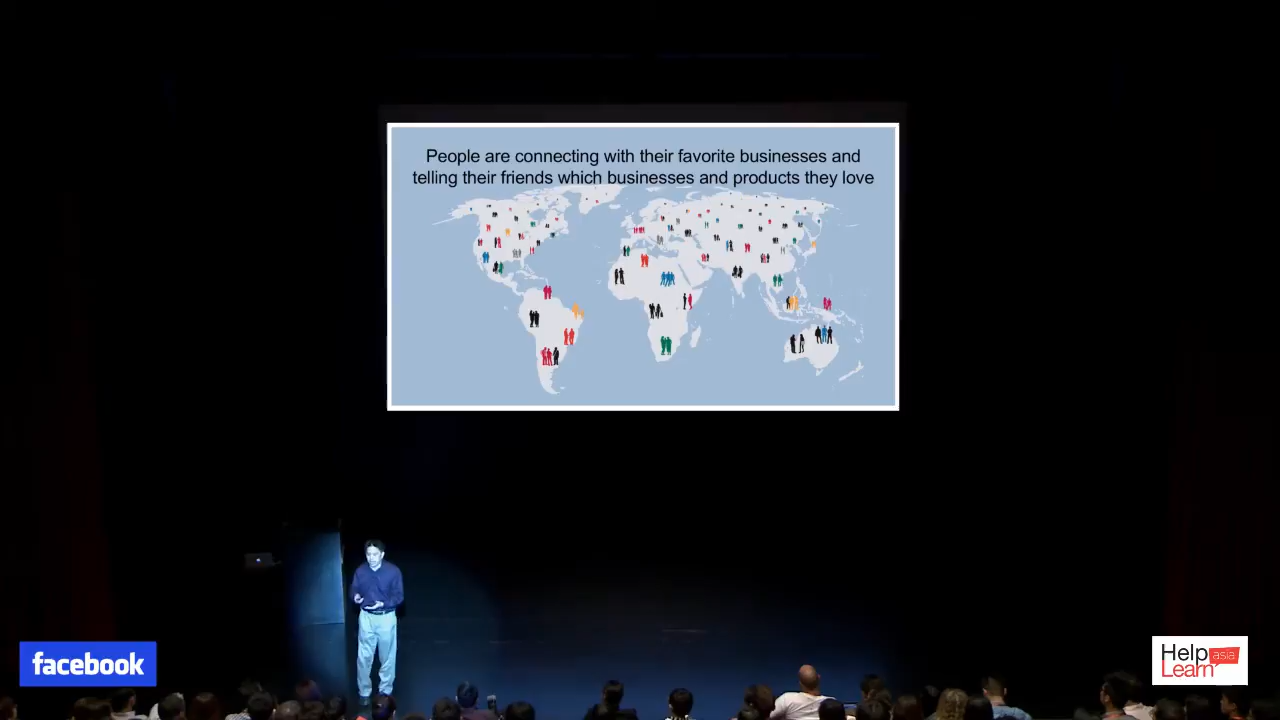 People are connecting with their favorite businesses and
telling their friends which businesses and products they love
facebook
Help
asia
Learn